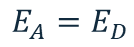 E_A = E_D